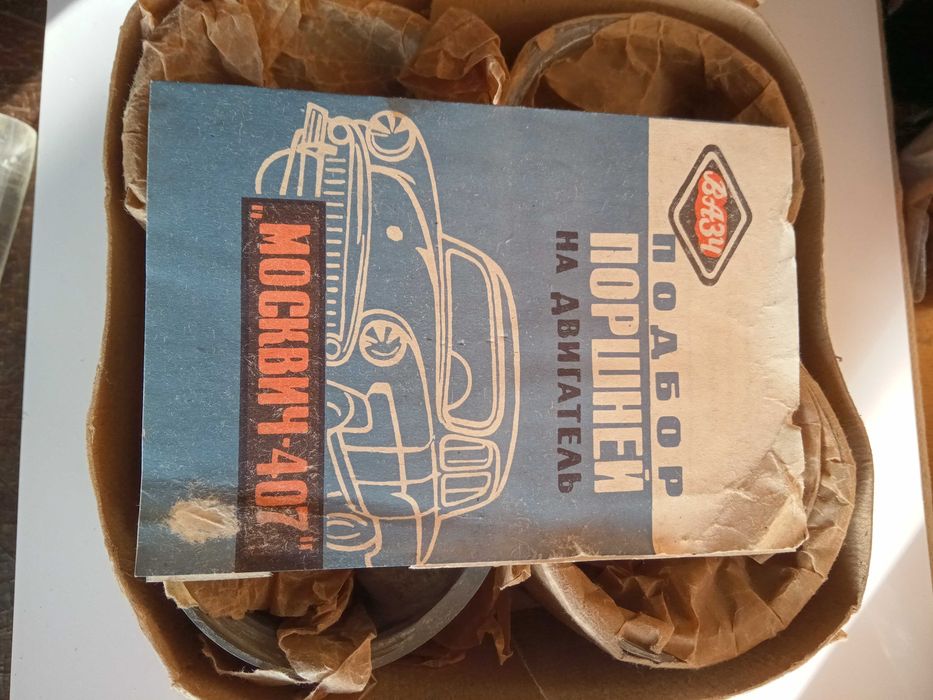 ВАЗЧ
ПОДБОР
ПОРШНЕЙ
НА ДВИГАТЕЛЬ
„МОСКВИЧ-407"